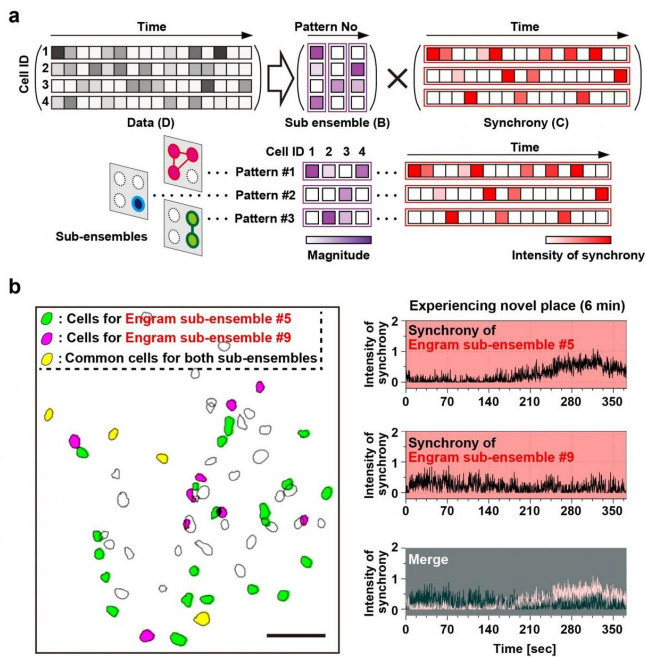 a
Time
Pattern No
Time
Cell ID
1
2
3
4
Data (D)
Sub ensemble (B)
Synchrony (C)
Cell ID 1 2 3 4
Time
Pattern #1
Pattern #2
Pattern #3
Sub-ensembles
Magnitude
Intensity of synchrony
b
: Cells for Engram sub-ensemble #5
: Cells for Engram sub-ensemble #9
: Common cells for both sub-ensembles
Experiencing novel place (6 min)
Intensity of
synchrony
2
1
0
Synchrony of
Engram sub-ensemble #5
0 70 140 210 280 350
Intensity of
synchrony
2
1
0
Synchrony of
Engram sub-ensemble #9
0 70 140 210 280 350
Intensity of
synchrony
2
1
0
Merge
0 70 140 210 280 350
Time [sec]